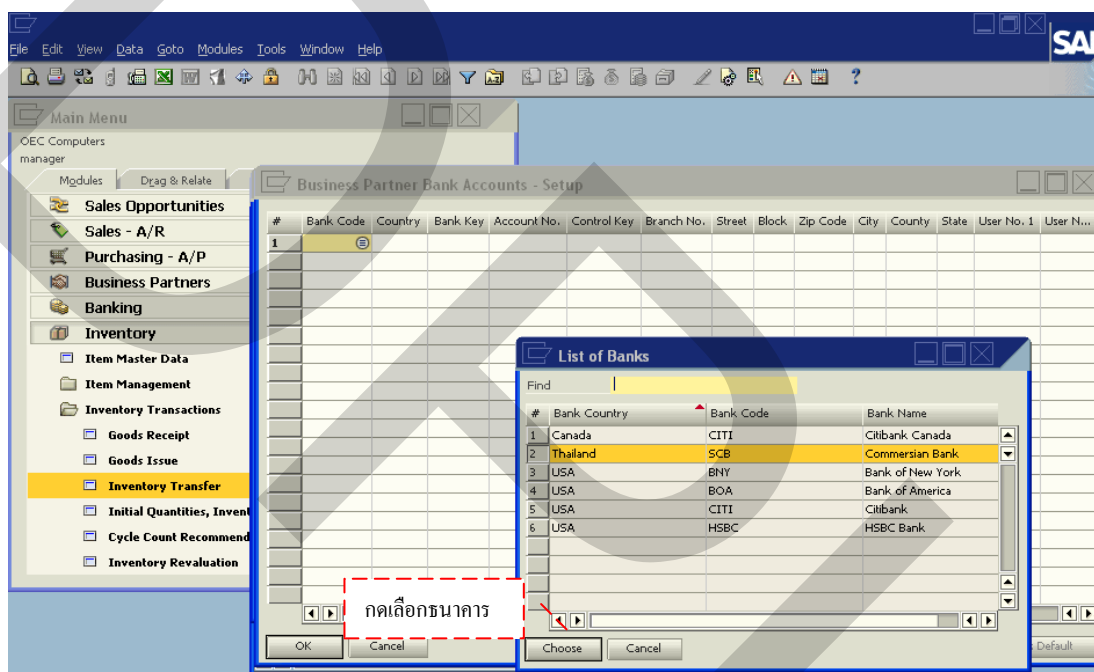 SAP
File Edit View Data Goto Modules Tools Window Help
Main Menu
OEC Computers
manager
Modules Drag & Relate
Sales Opportunities
Sales - A/R
Purchasing - A/P
Business Partners
Banking
Inventory
Item Master Data
Item Management
Inventory Transactions
Goods Receipt
Goods Issue
Inventory Transfer
Initial Quantities, Invent
Cycle Count Recommend
Inventory Revaluation
Business Partner Bank Accounts - Setup
# Bank Code Country Bank Key Account No. Control Key Branch No. Street Block Zip Code City County State User No. 1 User N...
1
List of Banks
Find
# Bank Country Bank Code Bank Name
1 Canada CITI Citibank Canada
2 Thailand SCB Commersian Bank
3 USA BNY Bank of New York
4 USA BOA Bank of America
5 USA CITI Citibank
6 USA HSBC HSBC Bank
กดเลือกธนาคาร
OK Cancel
Choose Cancel
Default